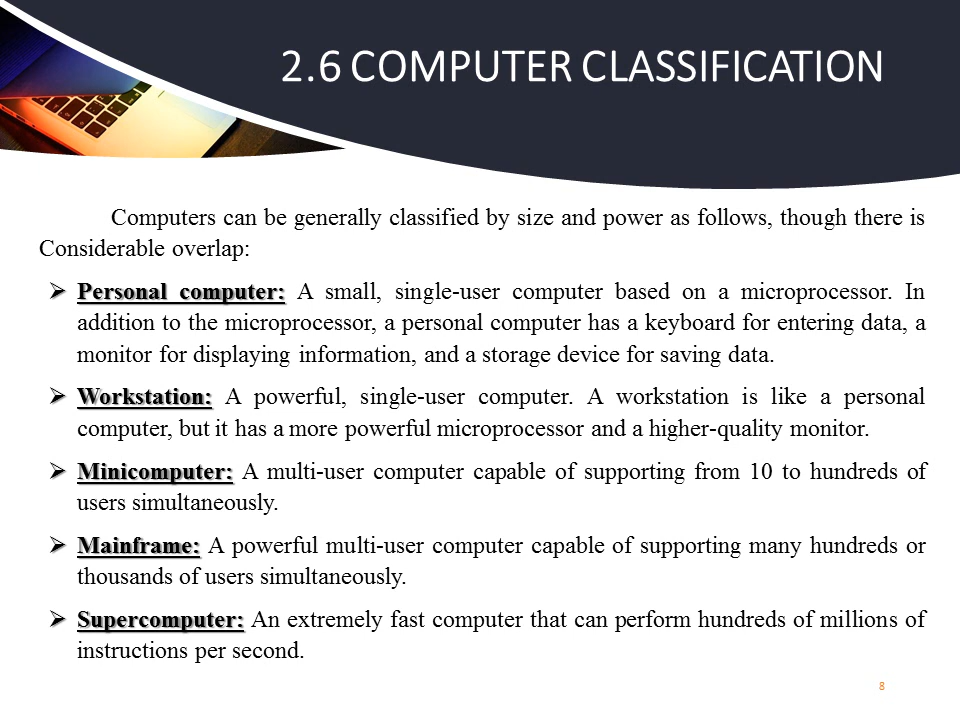 2.6 COMPUTER CLASSIFICATION
Computers can be generally classified by size and power as follows, though there is
Considerable overlap:
➢ Personal computer: A small, single-user computer based on a microprocessor. In
addition to the microprocessor, a personal computer has a keyboard for entering data, a
monitor for displaying information, and a storage device for saving data.
➢ Workstation: A powerful, single-user computer. A workstation is like a personal
computer, but it has a more powerful microprocessor and a higher-quality monitor.
➢ Minicomputer: A multi-user computer capable of supporting from 10 to hundreds of
users simultaneously.
➢ Mainframe: A powerful multi-user computer capable of supporting many hundreds or
thousands of users simultaneously.
➢ Supercomputer: An extremely fast computer that can perform hundreds of millions of
instructions per second.
8